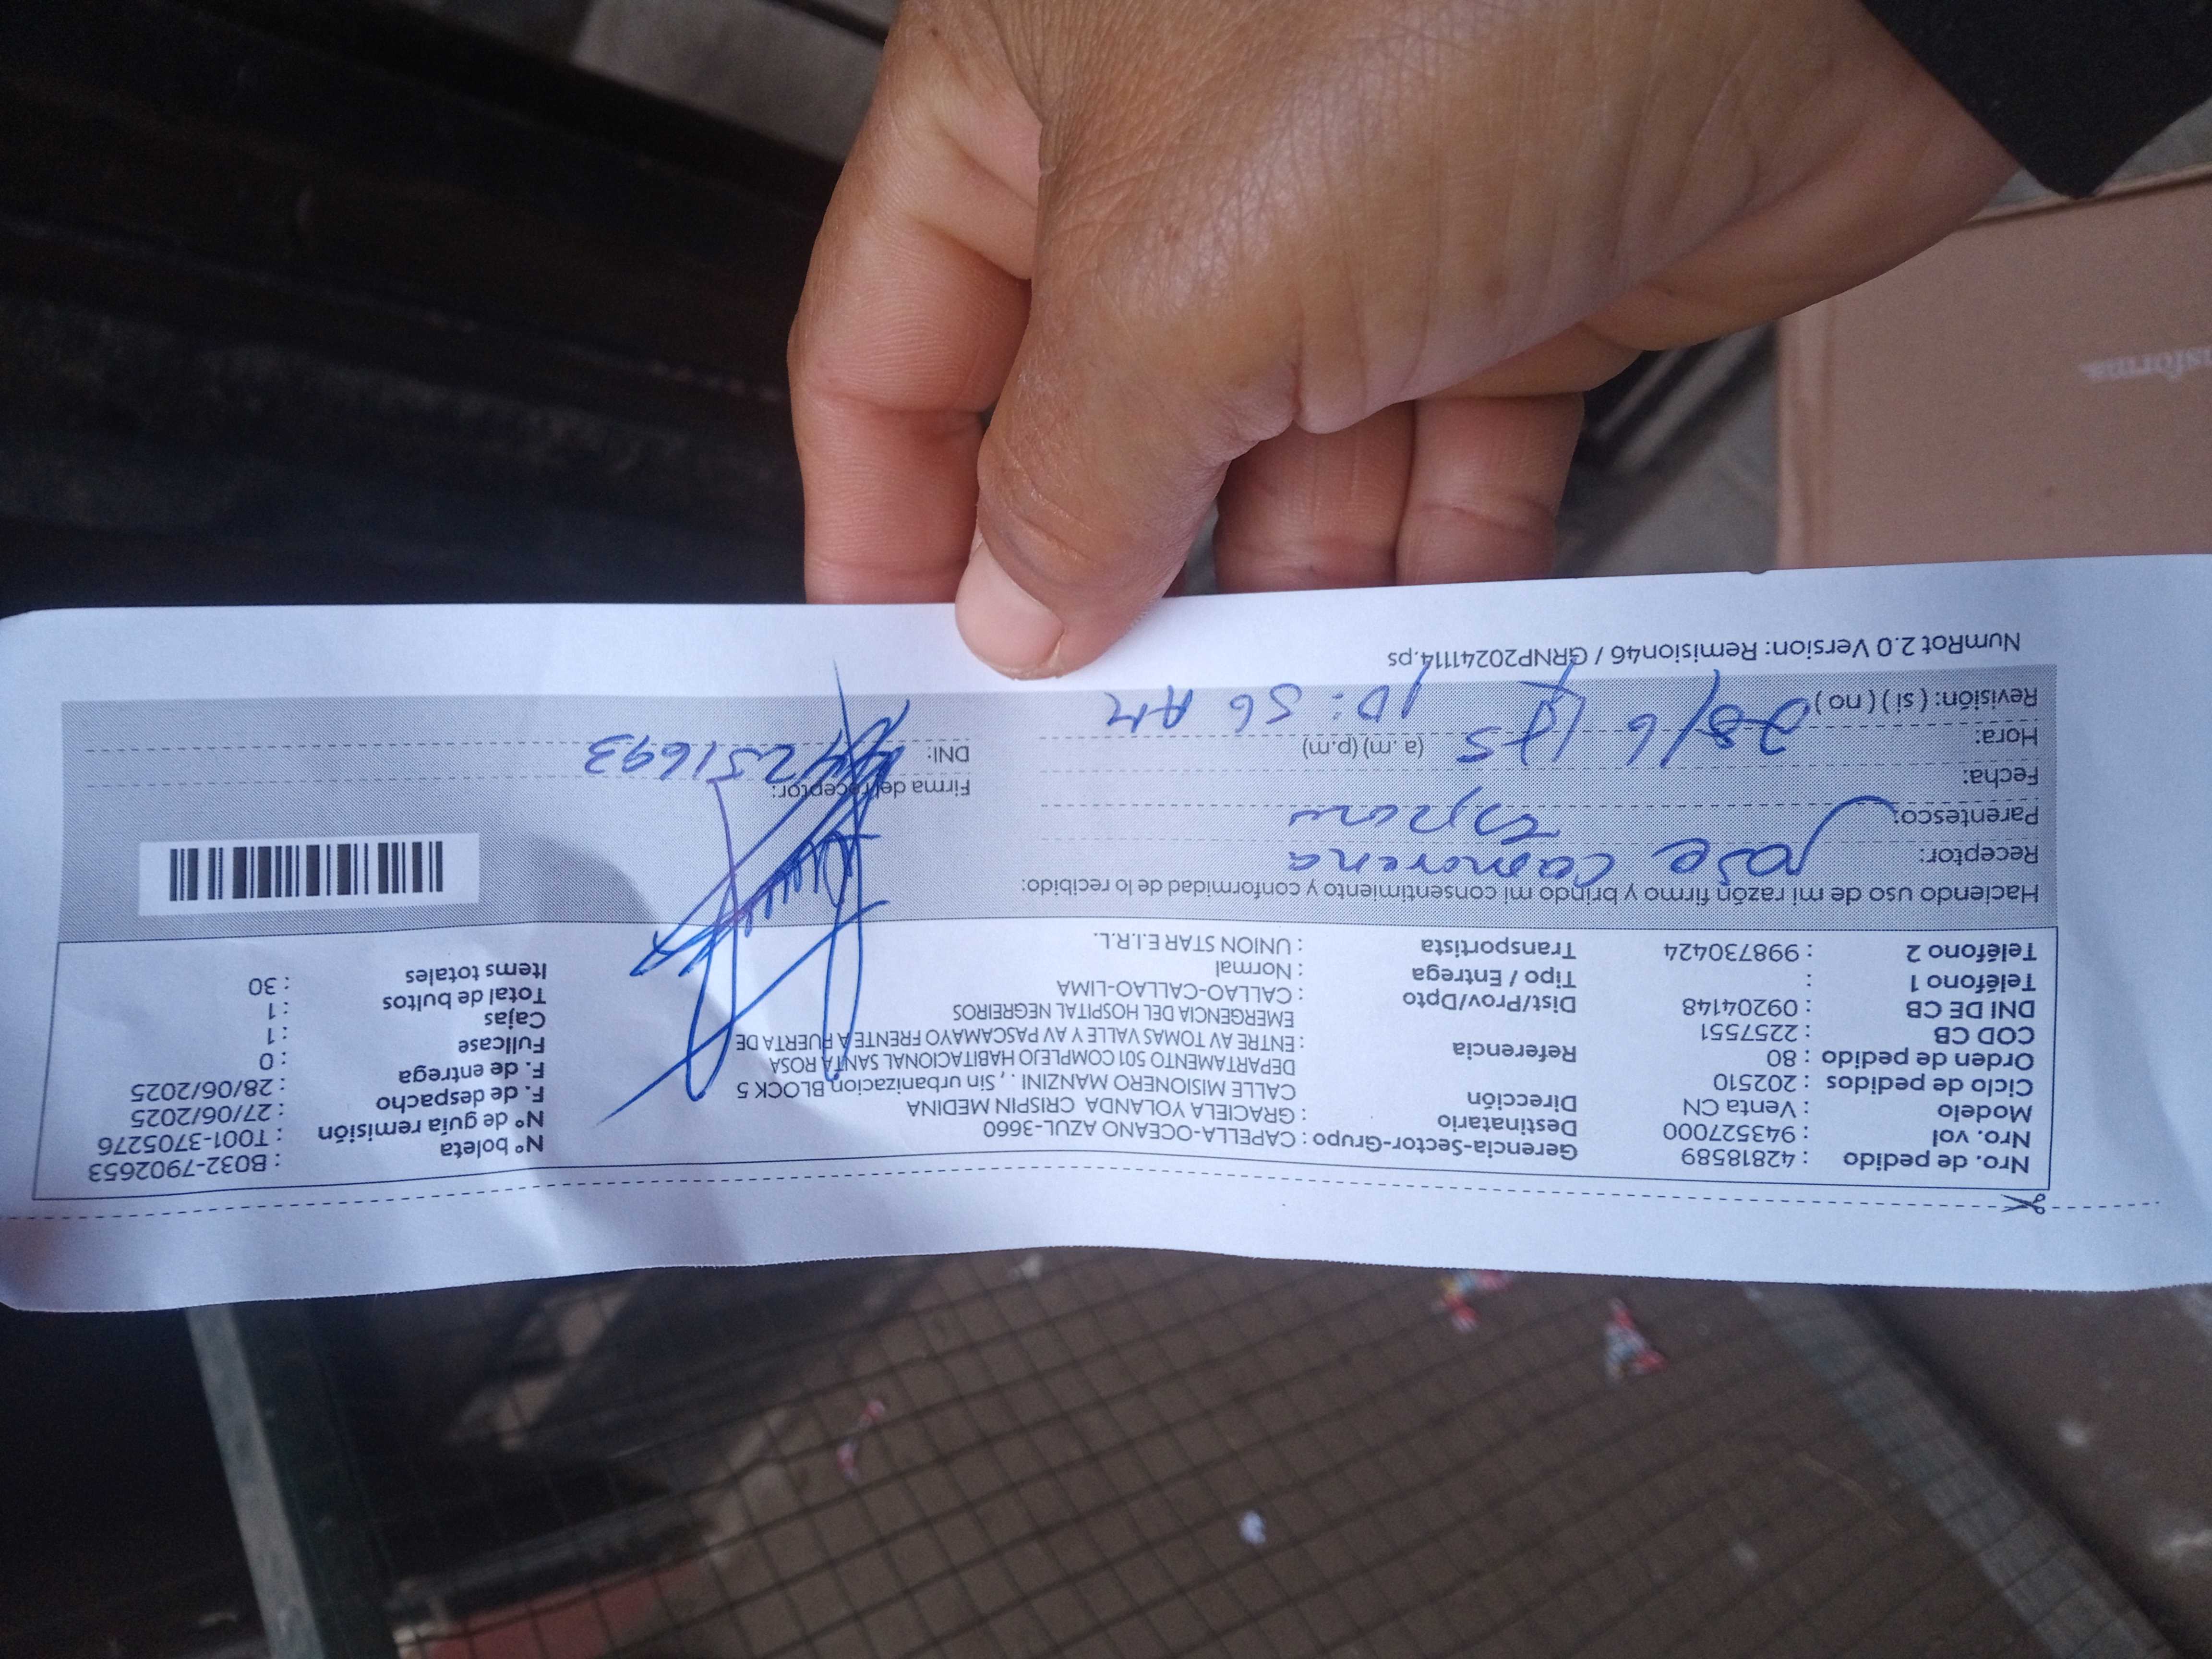 Nro. de pedido : 42818589 Gerencia-Sector-Grupo : CAPELLA-OCEANO AZUL-3660 Nº boleta : B032-7902653
Nro. vol : 943527000 Destinatario : GRACIELA YOLANDA CRISPIN MEDINA Nº de guía remisión : T001-3705276
Modelo : Venta CN Dirección CALLE MISIONERO MANZINI . , Sin urbanizacion BLOCK 5 F. de despacho : 27/06/2025
Ciclo de pedidos : 202510 DEPARTAMENTO 501 COMPLEJO HABITACIONAL SANTA ROSA F. de entrega : 28/06/2025
Orden de pedido : 80 Referencia : ENTRE AV TOMAS VALLE Y AV PASCAMAYO FRENTE A PUERTA DE Fullcase : 0
COD CB : 2257551 EMERGENCIA DEL HOSPITAL NEGREIROS Cajas : 1
DNI DE CB : 09204148 Dist/Prov/Dpto : CALLAO-CALLAO-LIMA Total de bultos : 1
Teléfono 1 : Tipo / Entrega : Normal Items totales : 30
Teléfono 2 : 998730424 Transportista : UNION STAR E.I.R.L.
Haciendo uso de mi razón firmo y brindo mi consentimiento y conformidad de lo recibido:
Receptor: Jose Camorena
Parentesco: Esposo
Fecha: 28/6/
Firma del receptor:
Hora: (a. m) (p.m) 10:56 AM
DNI: 42251693
Revisión: ( si ) ( no )
NumRot 2.0 Version: Remision46 / GRNP20241114.ps